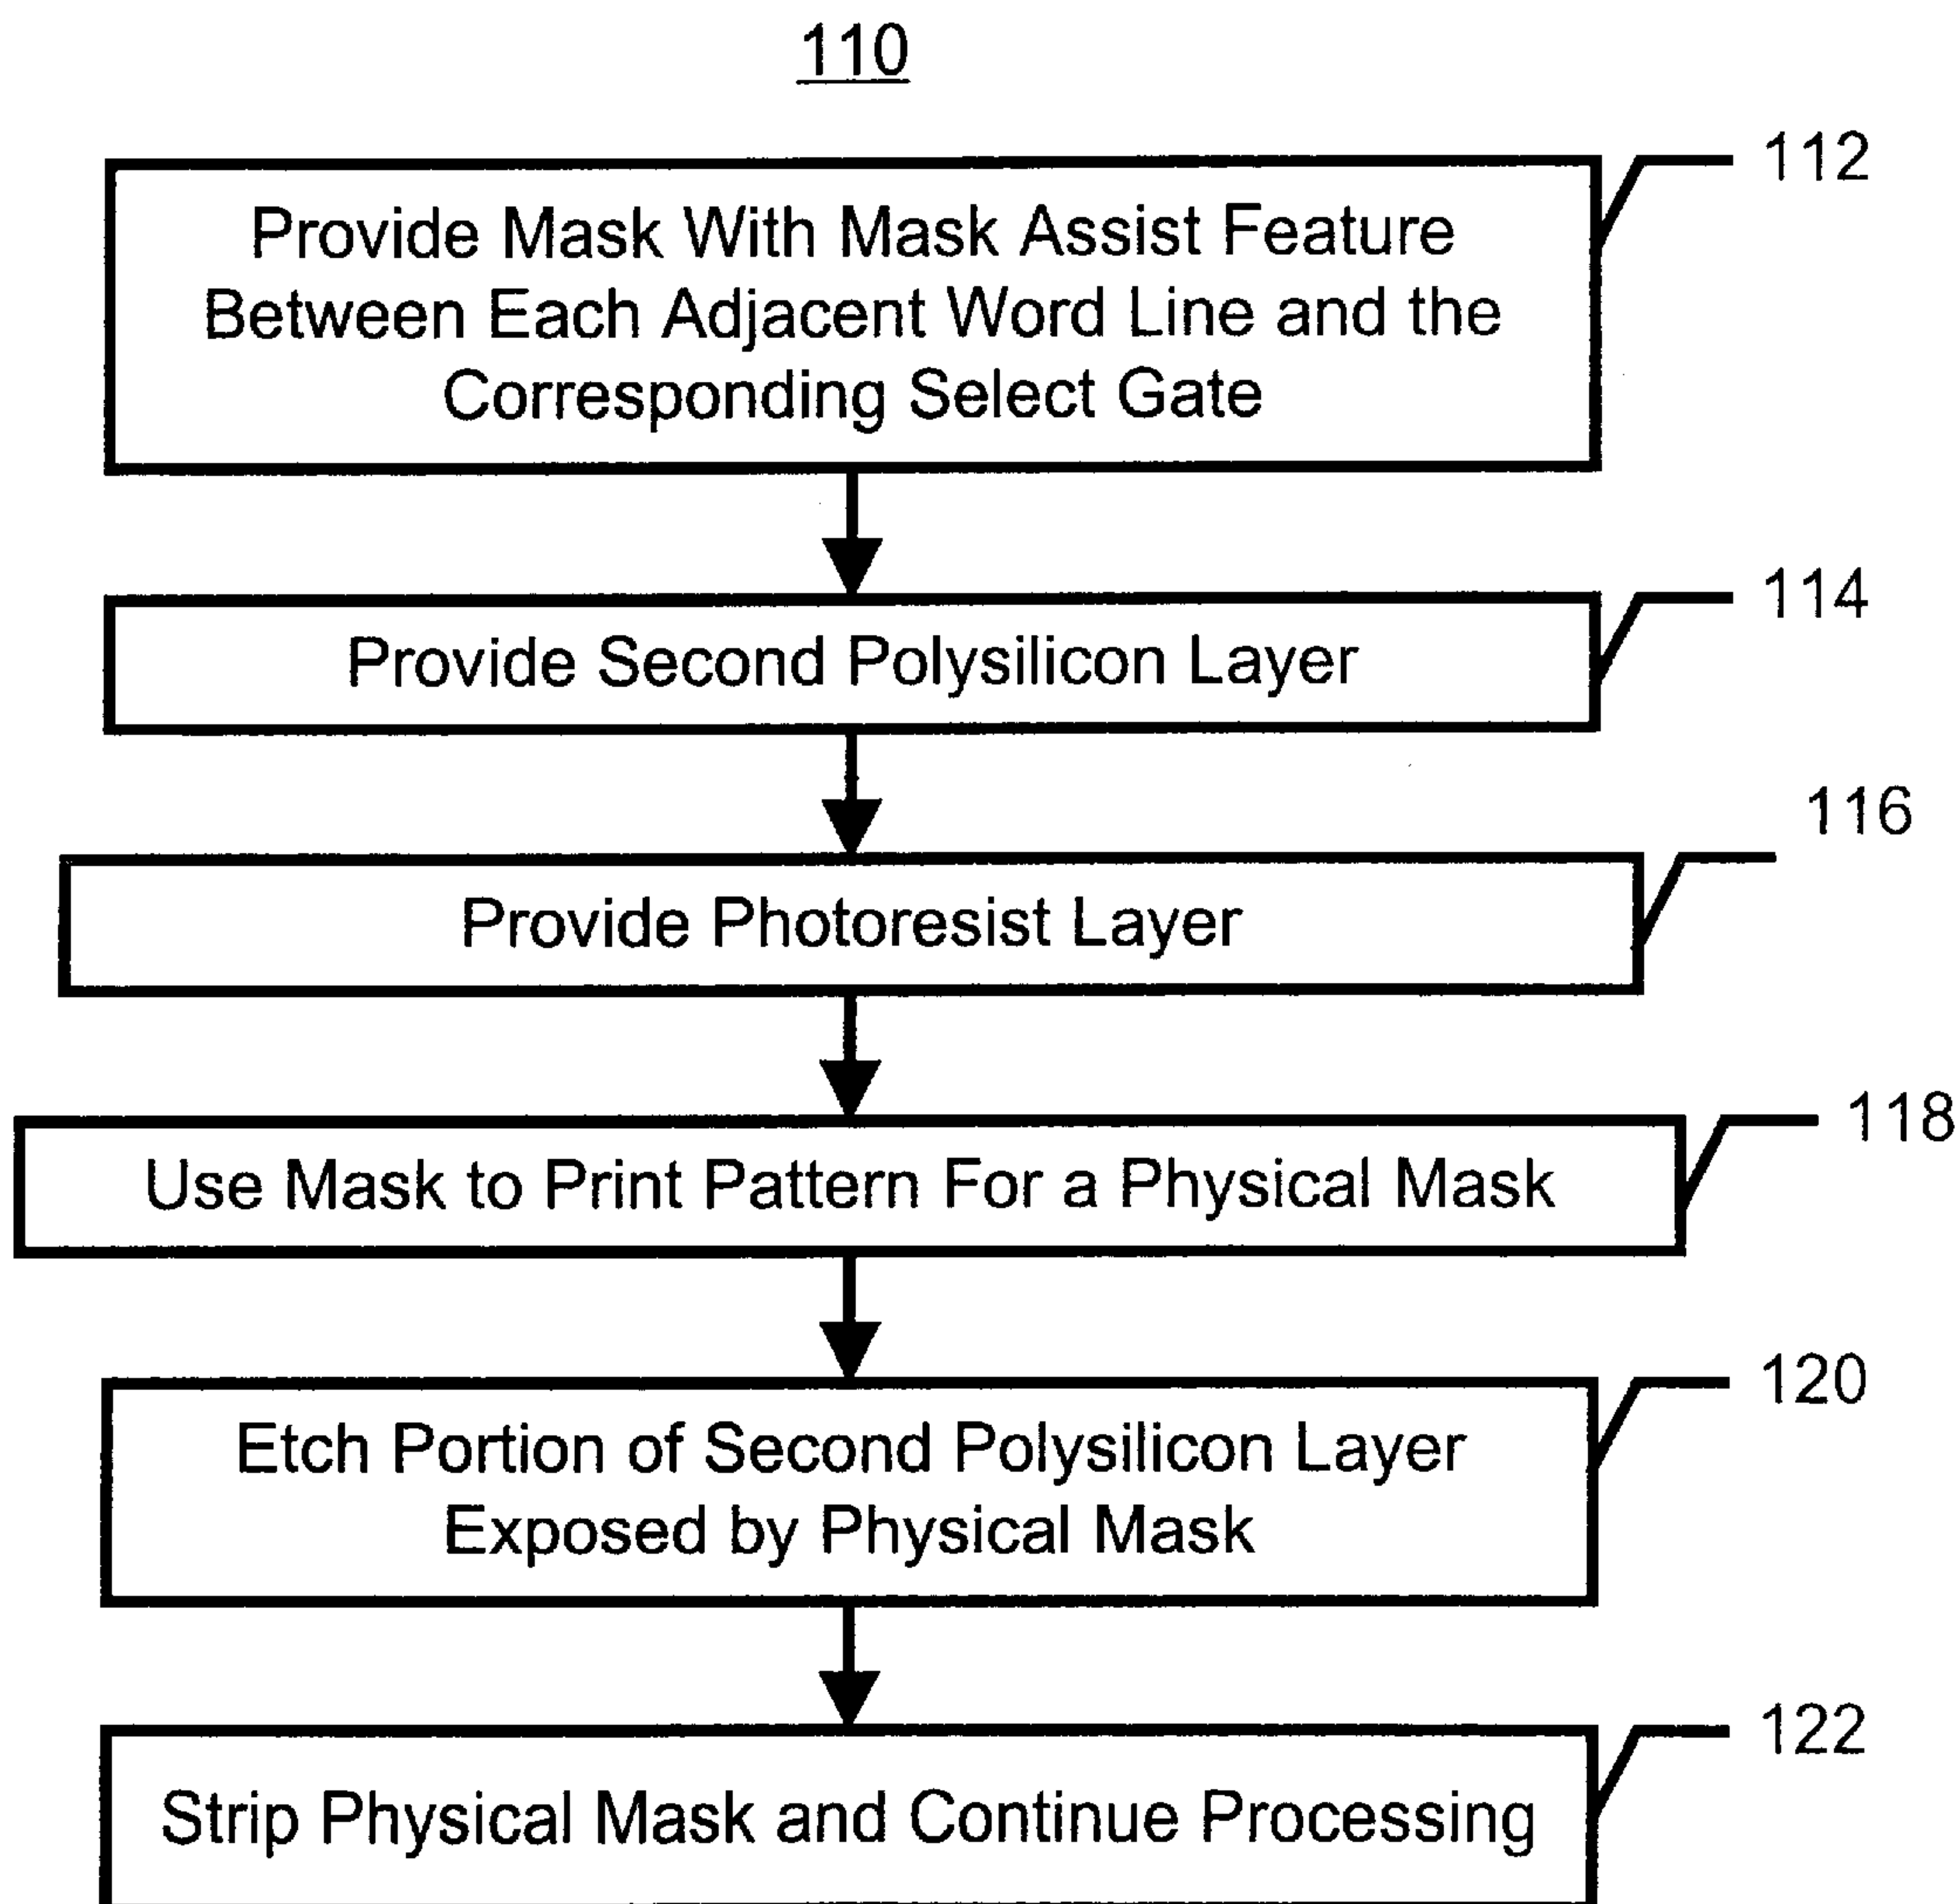 110
112
Provide Mask With Mask Assist Feature
Between Each Adjacent Word Line and the
Corresponding Select Gate
114
Provide Second Polysilicon Layer
116
Provide Photoresist Layer
118
Use Mask to Print Pattern For a Physical Mask
120
Etch Portion of Second Polysilicon Layer
Exposed by Physical Mask
122
Strip Physical Mask and Continue Processing